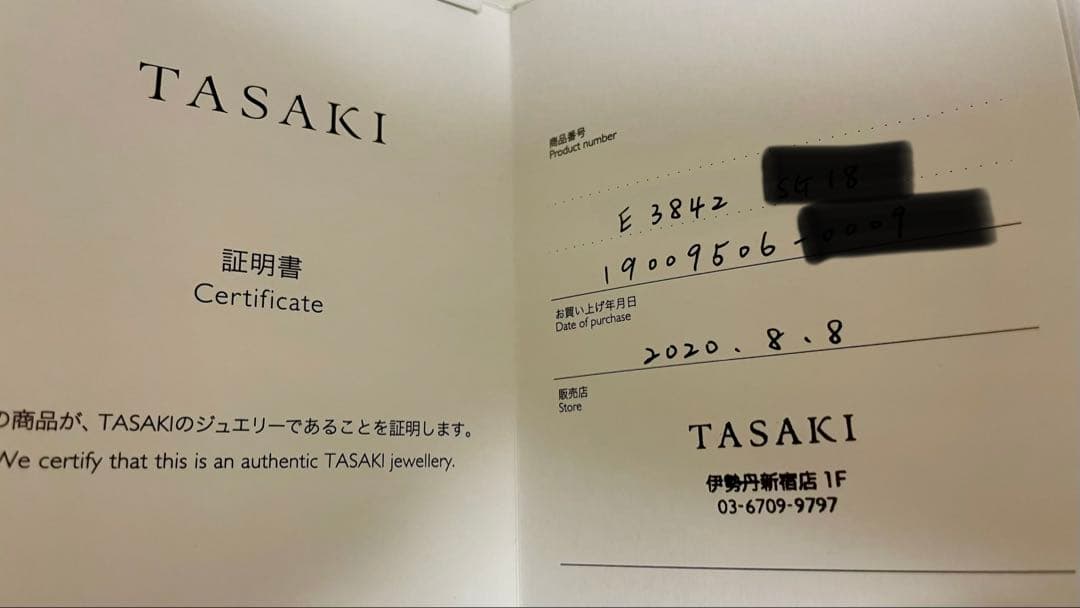 TASAKI
証明書
Certificate
の商品が、TASAKIのジュエリーであることを証明します。
We certify that this is an authentic TASAKI jewellery.
商品番号
Product number
E 3842
19009506-
お買い上げ年月日
Date of purchase
2020.8.8
販売店
Store
TASAKI
伊勢丹新宿店 1F
03-6709-9797